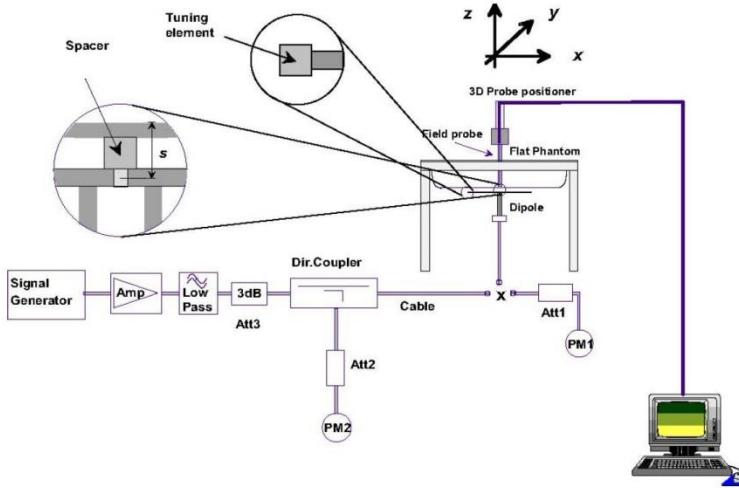 Tuning
element
Spacer
s
z
y
x
3D Probe positioner
Field probe
Flat Phantom
Dipole
Dir.Coupler
Signal
Generator
Amp
Low
Pass
3dB
Att3
Cable
x
Att1
PM1
Att2
PM2